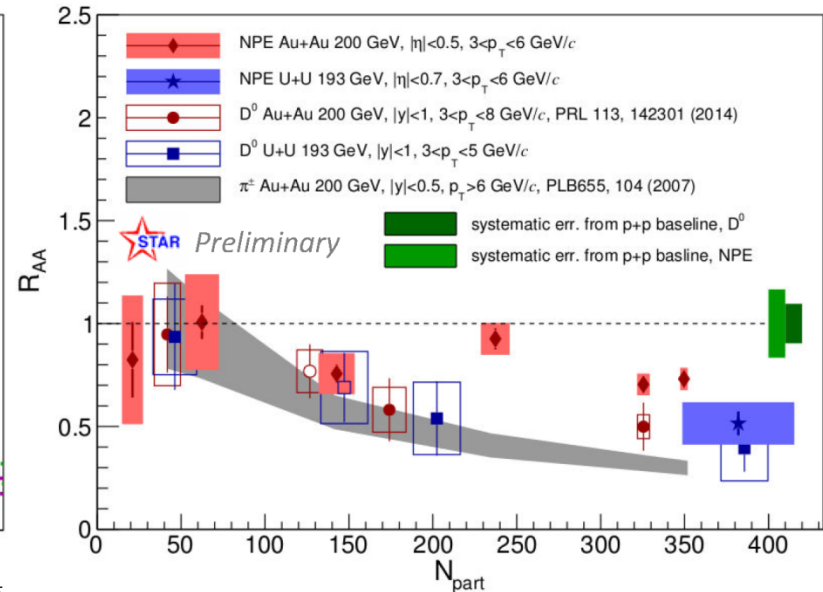 2.5
NPE Au+Au 200 GeV, |η|<0.5, 3<p_T<6 GeV/c
NPE U+U 193 GeV, |η|<0.7, 3<p_T<6 GeV/c
2
D⁰ Au+Au 200 GeV, |y|<1, 3<p_T<8 GeV/c, PRL 113, 142301 (2014)
D⁰ U+U 193 GeV, |y|<1, 3<p_T<5 GeV/c
π± Au+Au 200 GeV, |y|<0.5, p_T>6 GeV/c, PLB655, 104 (2007)
1.5
systematic err. from p+p baseline, D⁰
STAR Preliminary
systematic err. from p+p basline, NPE
R_AA
1
0.5
0
0 50 100 150 200 250 300 350 400
N_part